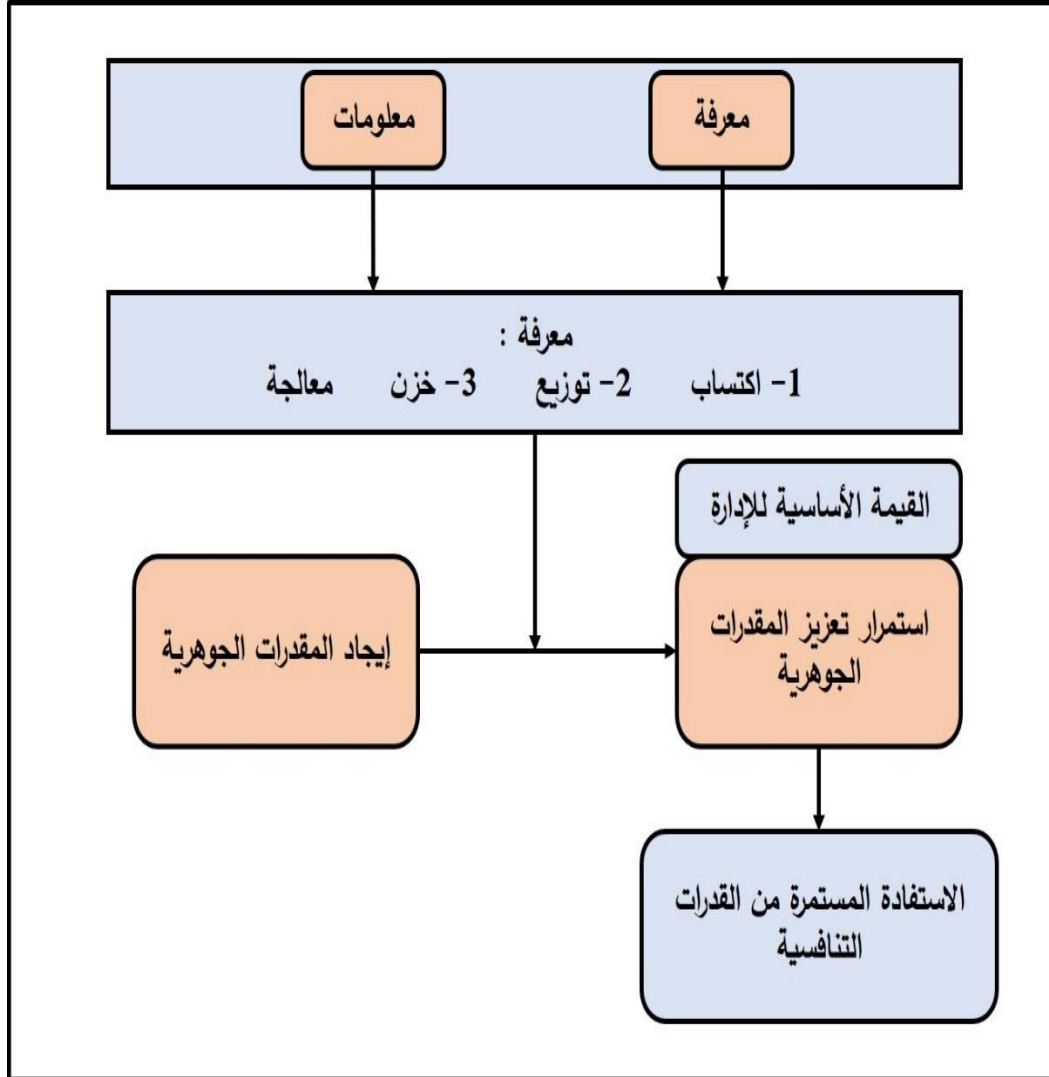 معرفة
معلومات
معرفة :
1- اكتساب 2- توزيع 3- خزن معالجة
القيمة الأساسية للإدارة
استمرار تعزيز المقدرات
الجوهرية
إيجاد المقدرات الجوهرية
الاستفادة المستمرة من القدرات
التنافسية